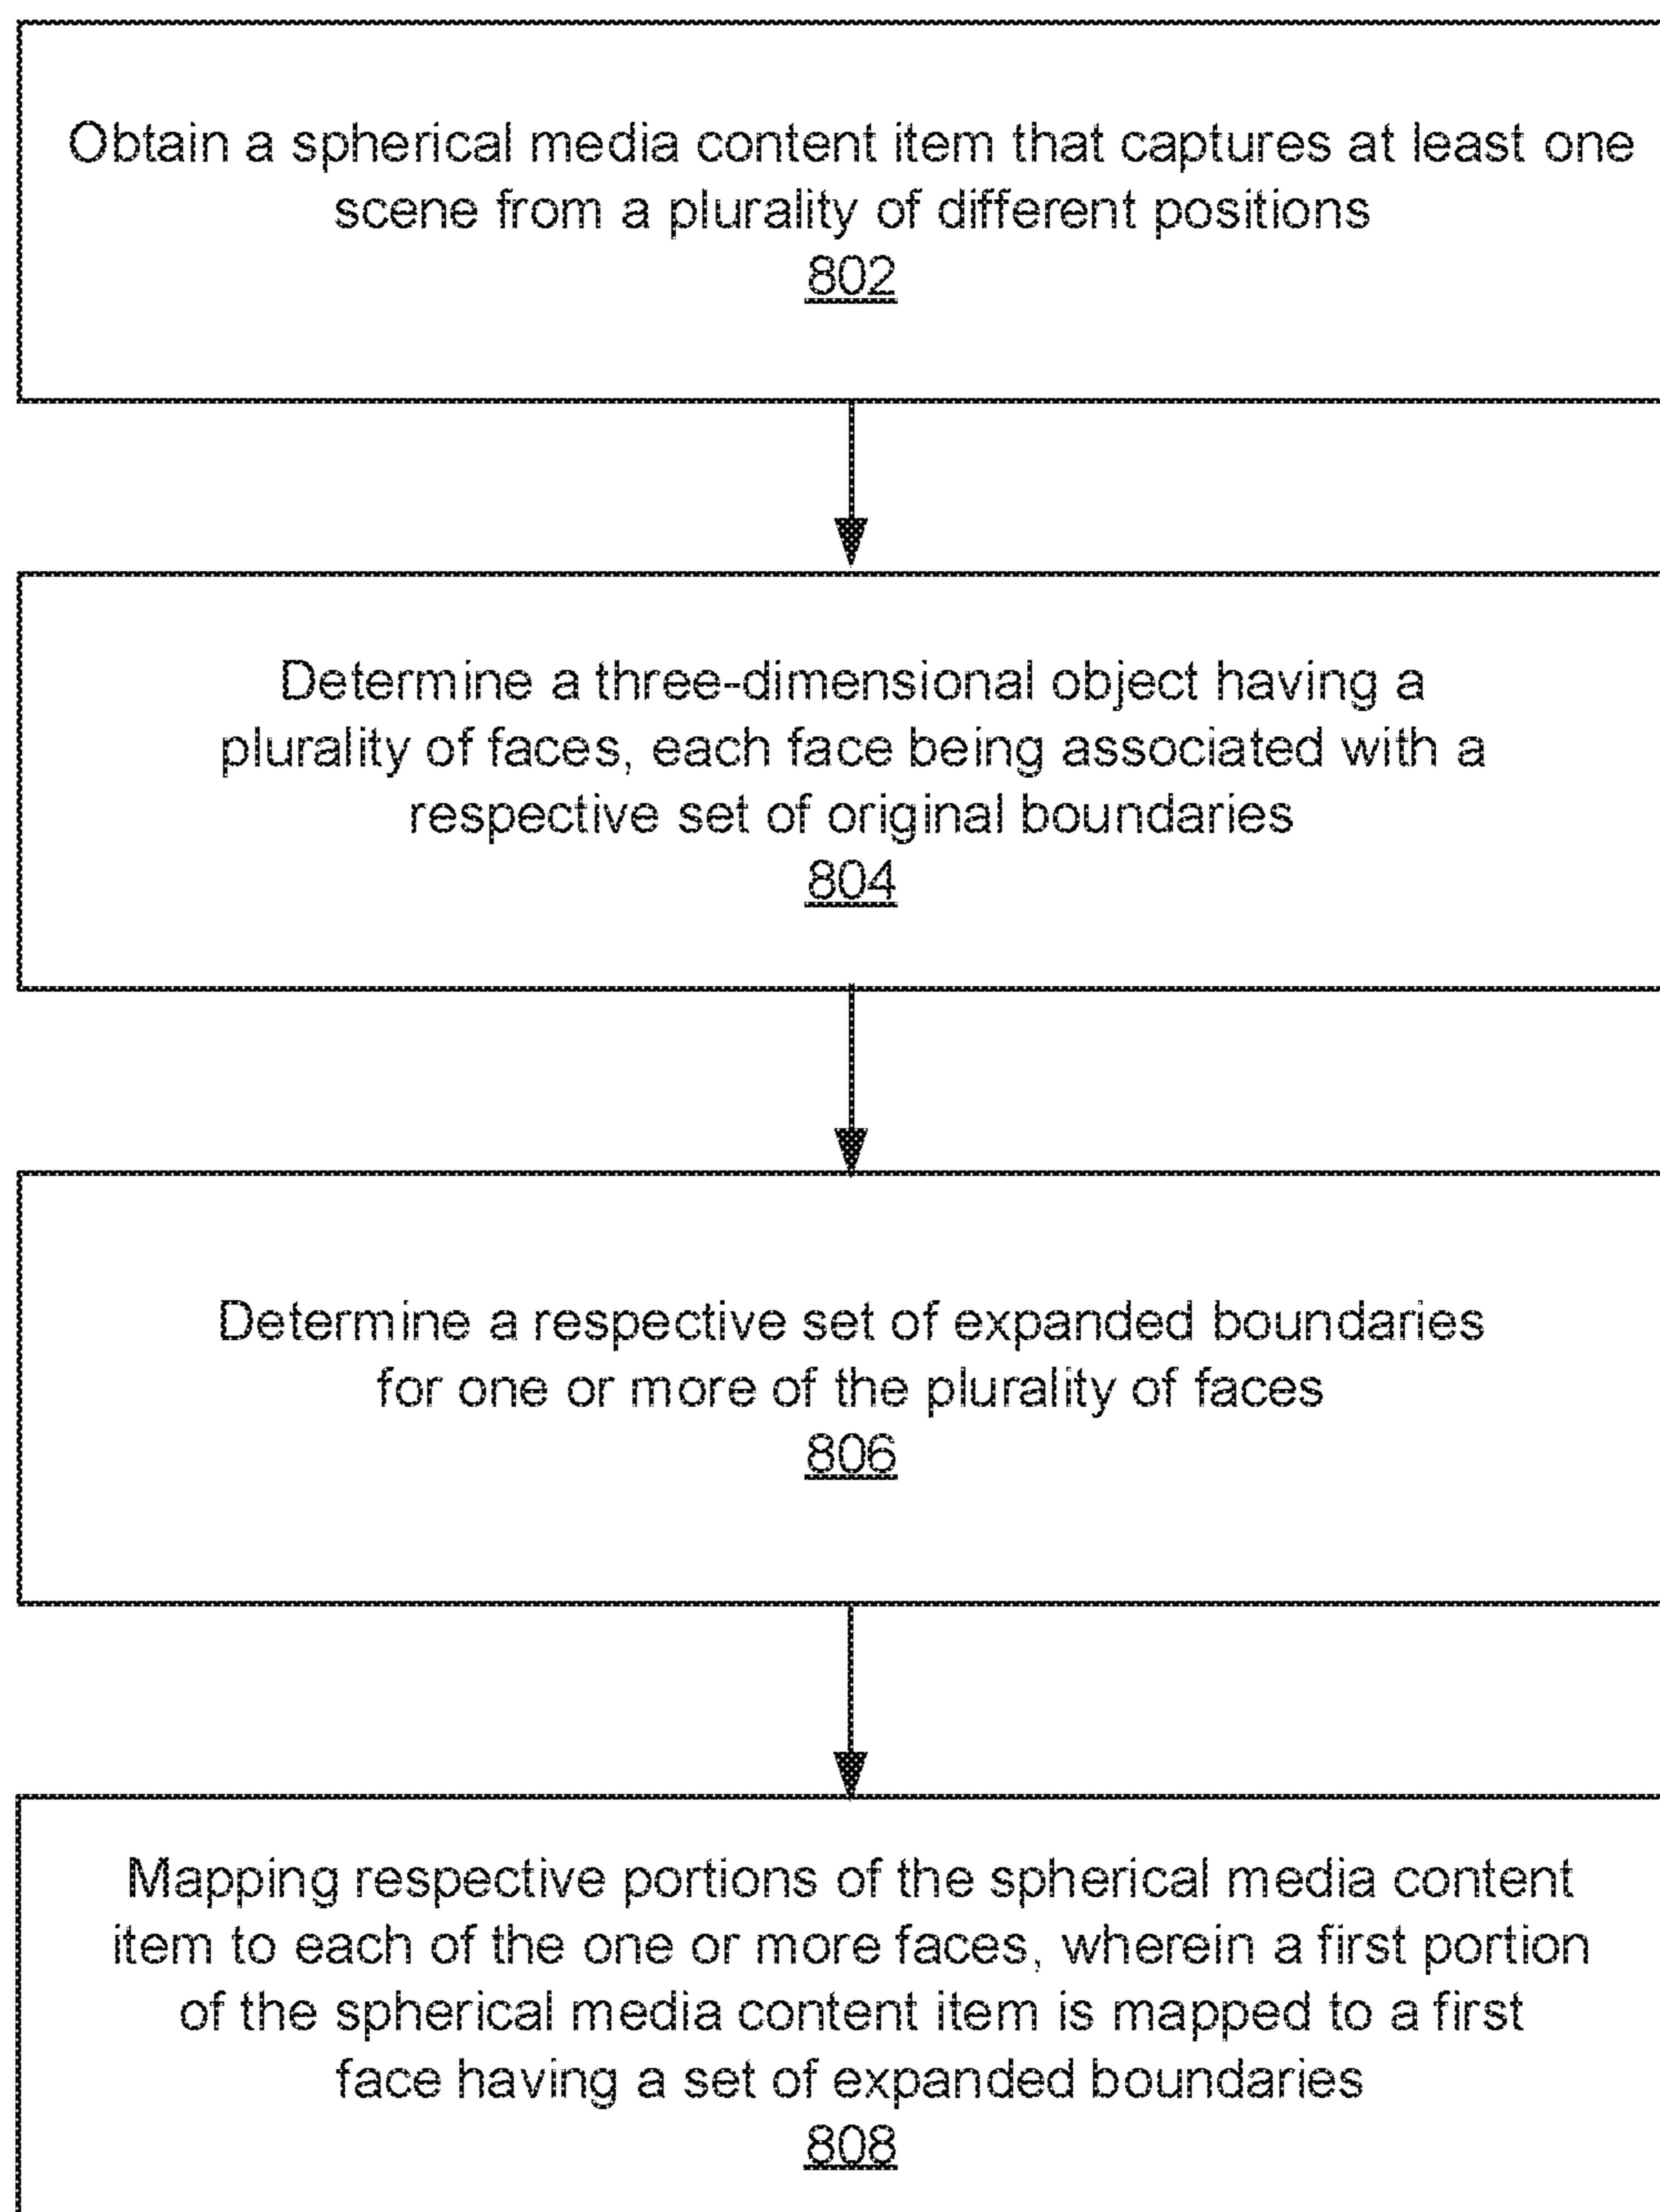 Obtain a spherical media content item that captures at least one
scene from a plurality of different positions
802
Determine a three-dimensional object having a
plurality of faces, each face being associated with a
respective set of original boundaries
804
Determine a respective set of expanded boundaries
for one or more of the plurality of faces
806
Mapping respective portions of the spherical media content
item to each of the one or more faces, wherein a first portion
of the spherical media content item is mapped to a first
face having a set of expanded boundaries
808